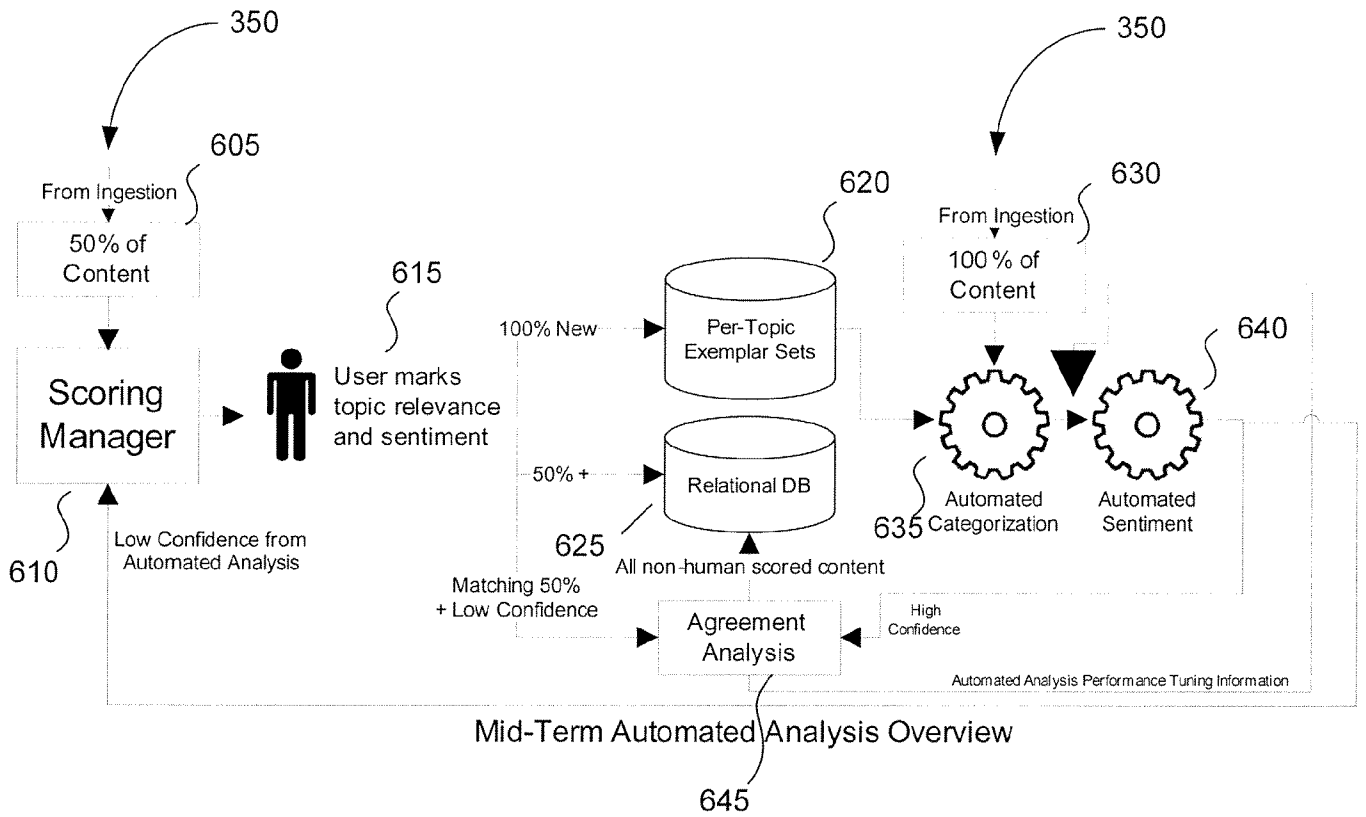 350
350
605
From Ingestion
50% of
Content
615
620
630
From Ingestion
100% of
Content
640
Scoring
Manager
User marks
topic relevance
and sentiment
100% New
Per-Topic
Exemplar Sets
50% +
Relational DB
635
Automated
Categorization
Automated
Sentiment
610
Low Confidence from
Automated Analysis
625
All non-human scored content
Matching 50%
+ Low Confidence
Agreement
Analysis
High
Confidence
Automated Analysis Performance Tuning Information
Mid-Term Automated Analysis Overview
645